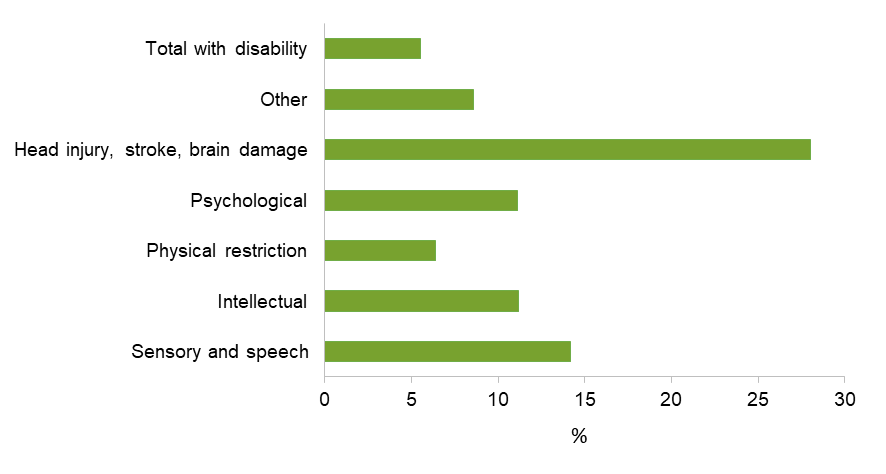 Total with disability
Other
Head injury, stroke, brain damage
Psychological
Physical restriction
Intellectual
Sensory and speech
0 5 10 15 20 25 30
%